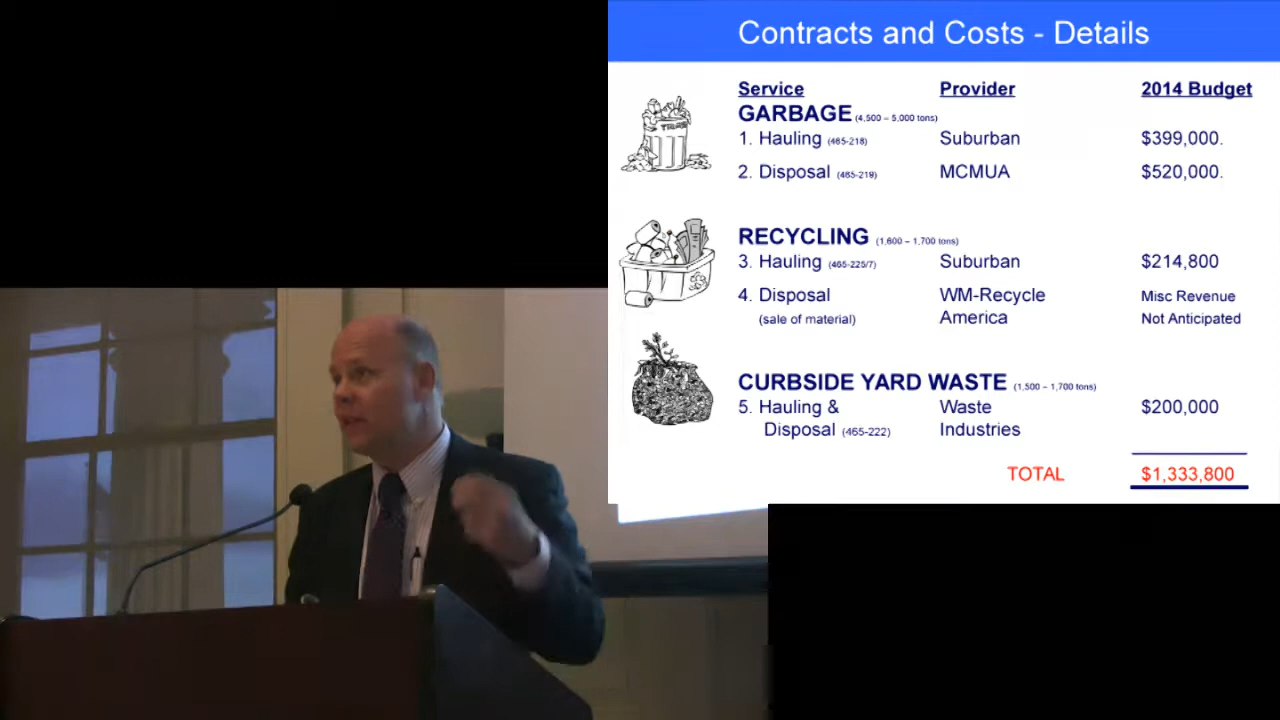 Contracts and Costs - Details
Service Provider 2014 Budget
GARBAGE (4,500 – 5,000 tons)
1. Hauling (465-218) Suburban $399,000.
2. Disposal (465-219) MCMUA $520,000.
RECYCLING (1,600 – 1,700 tons)
3. Hauling (465-225/7) Suburban $214,800
4. Disposal WM-Recycle Misc Revenue
(sale of material) America Not Anticipated
CURBSIDE YARD WASTE (1,500 – 1,700 tons)
5. Hauling & Waste $200,000
Disposal (465-222) Industries
TOTAL $1,333,800